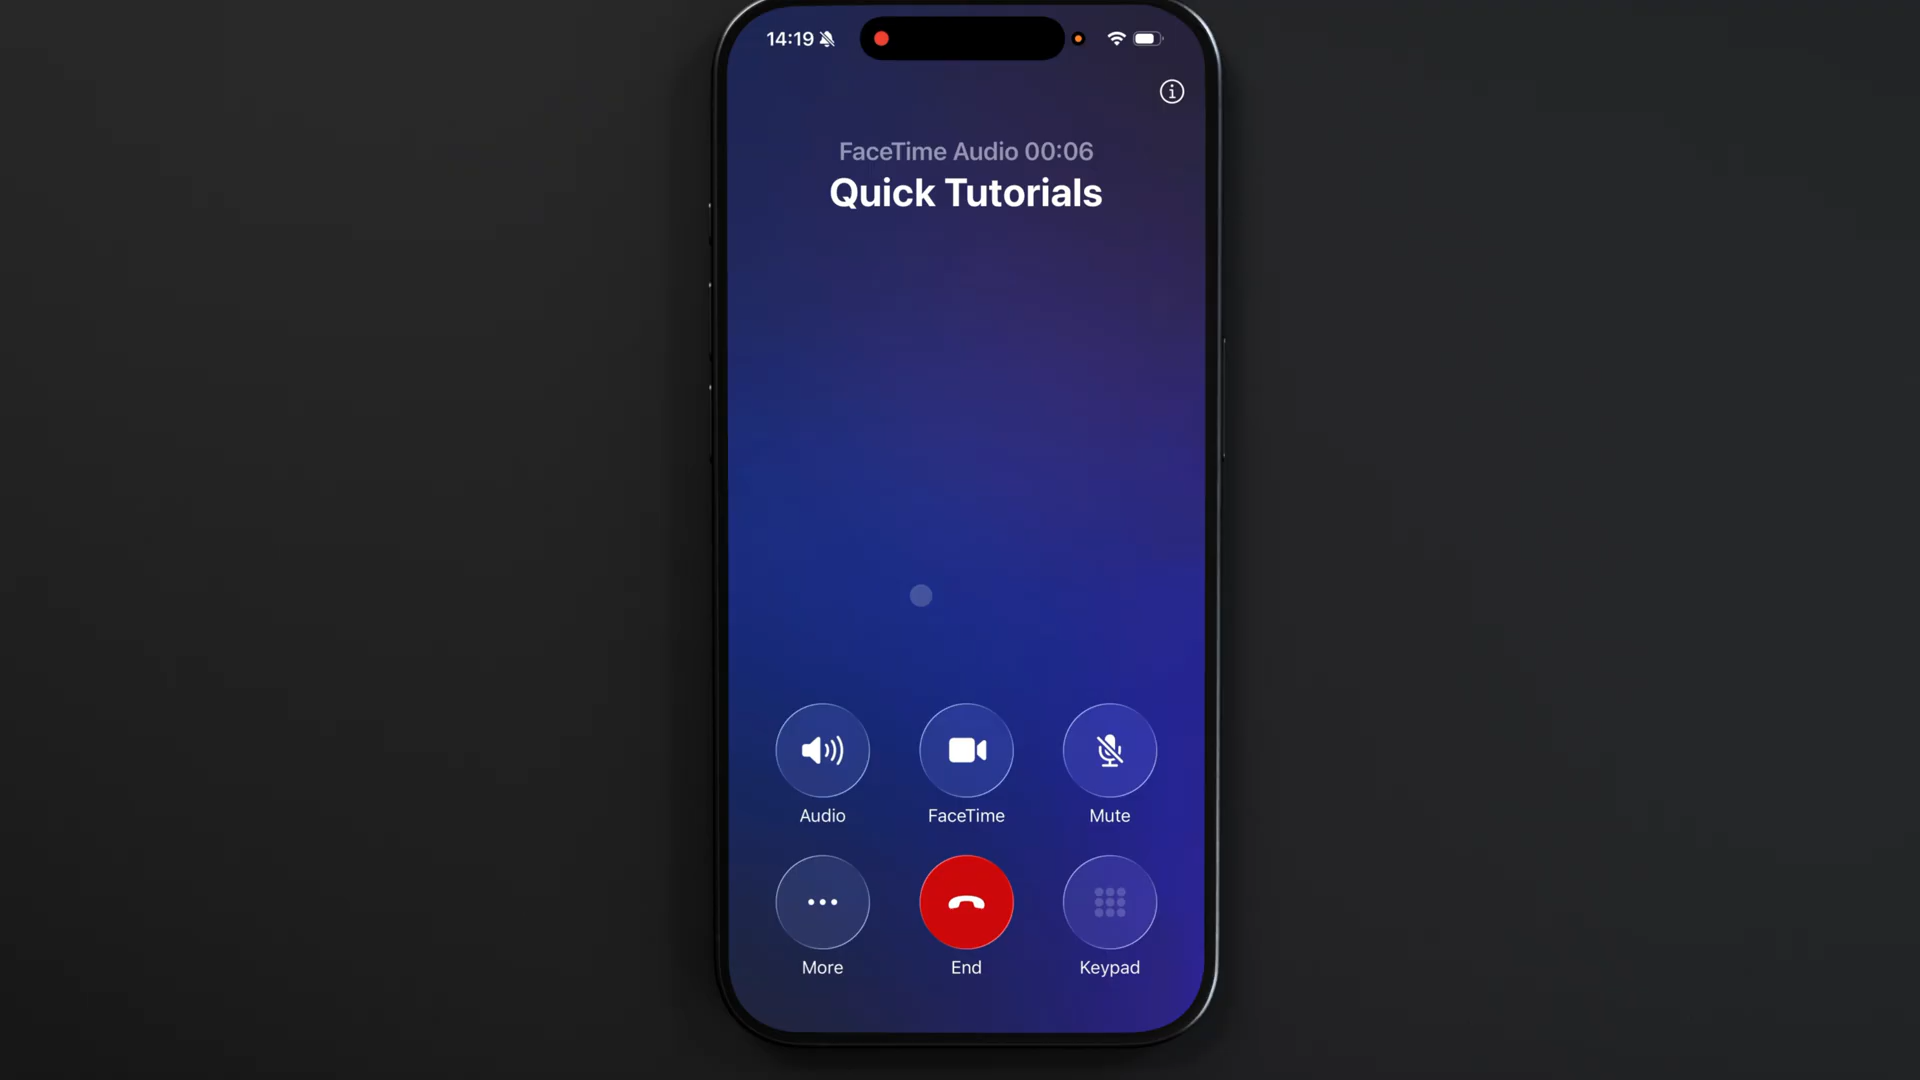 14:19
FaceTime Audio 00:06
Quick Tutorials
Audio FaceTime Mute
More End Keypad